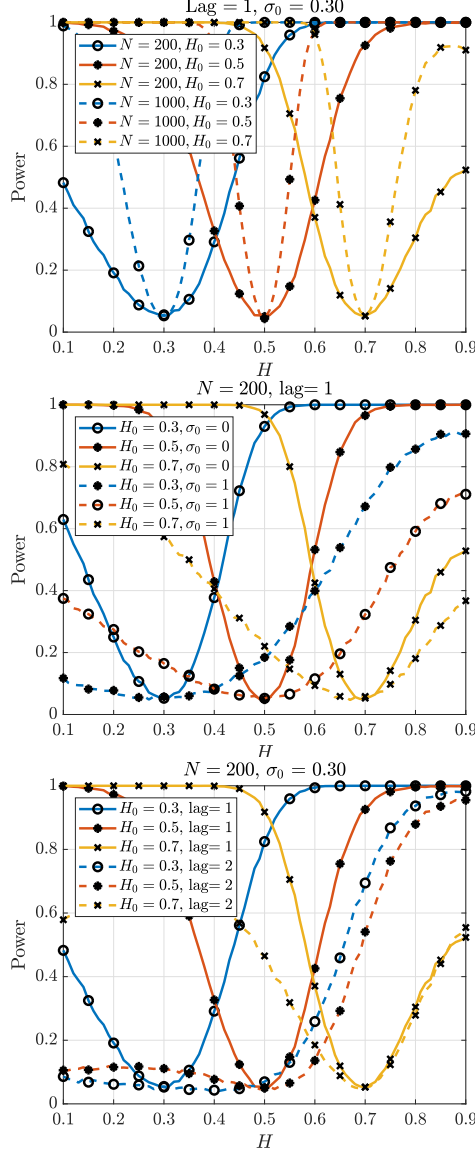 Lag = 1, σ₀ = 0.30
1
0.8
0.6
0.4
0.2
0
Power
N = 200, H₀ = 0.3
N = 200, H₀ = 0.5
N = 200, H₀ = 0.7
N = 1000, H₀ = 0.3
N = 1000, H₀ = 0.5
N = 1000, H₀ = 0.7
0.1 0.2 0.3 0.4 0.5 0.6 0.7 0.8 0.9
H
N = 200, lag= 1
1
0.8
0.6
0.4
0.2
0
Power
H₀ = 0.3, σ₀ = 0
H₀ = 0.5, σ₀ = 0
H₀ = 0.7, σ₀ = 0
H₀ = 0.3, σ₀ = 1
H₀ = 0.5, σ₀ = 1
H₀ = 0.7, σ₀ = 1
0.1 0.2 0.3 0.4 0.5 0.6 0.7 0.8 0.9
H
N = 200, σ₀ = 0.30
1
0.8
0.6
0.4
0.2
0
Power
H₀ = 0.3, lag= 1
H₀ = 0.5, lag= 1
H₀ = 0.7, lag= 1
H₀ = 0.3, lag= 2
H₀ = 0.5, lag= 2
H₀ = 0.7, lag= 2
0.1 0.2 0.3 0.4 0.5 0.6 0.7 0.8 0.9
H